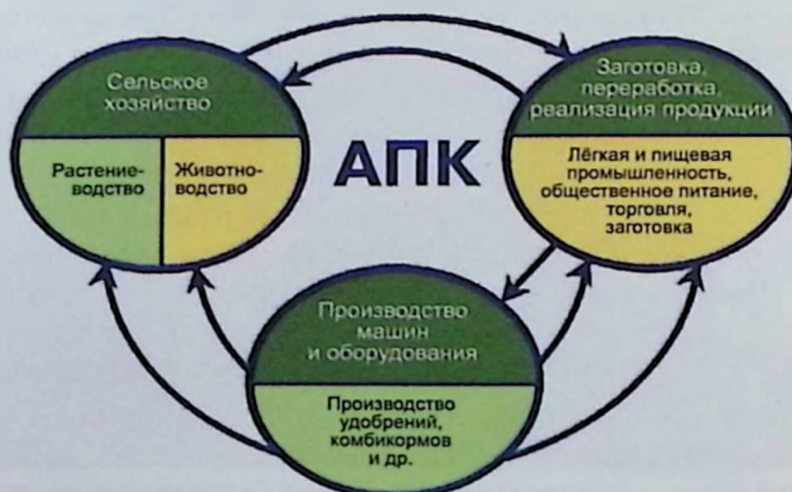 Сельское
хозяйство
Растение-
водство
Животно-
водство
АПК
Заготовка,
переработка,
реализация продукции
Лёгкая и пищевая
промышленность,
общественное питание,
торговля,
заготовка
Производство
машин
и оборудования
Производство
удобрений,
комбикормов
и др.